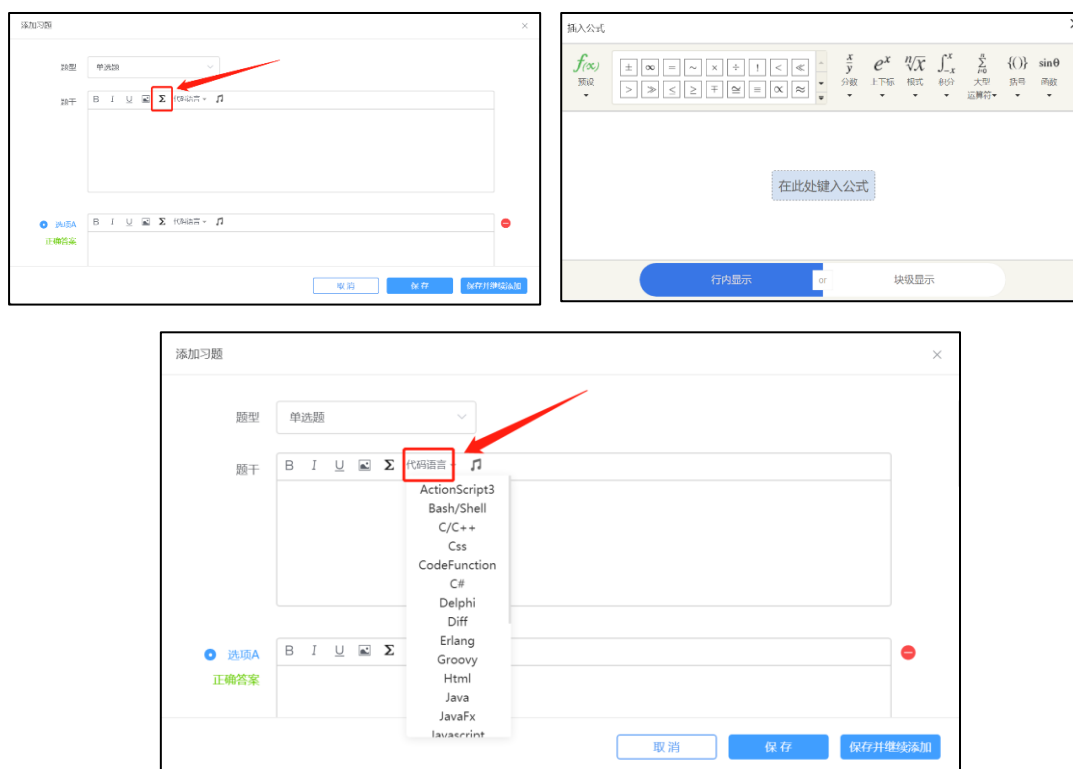 添加习题 ×
题型 单选题
题干 B I U Σ 代码语言
选项A B I U Σ 代码语言
正确答案
取消 保存 保存并继续添加
插入公式
f(x) ± ∞ = ~ × ÷ ! < ≪ x/y eˣ ⁿ√x ∫ Σ {()} sinθ
预设 > ≫ ≤ ≥ ∓ ≅ ≡ ∝ ≈ 分数 上下标 根式 积分 大型 括号 函数
运算符
在此处键入公式
行内显示 or 块级显示
添加习题 ×
题型 单选题
题干 B I U Σ 代码语言
ActionScript3
Bash/Shell
C/C++
Css
CodeFunction
C#
Delphi
Diff
Erlang
Groovy
Html
Java
JavaFx
Javascript
选项A B I U Σ
正确答案
取消 保存 保存并继续添加